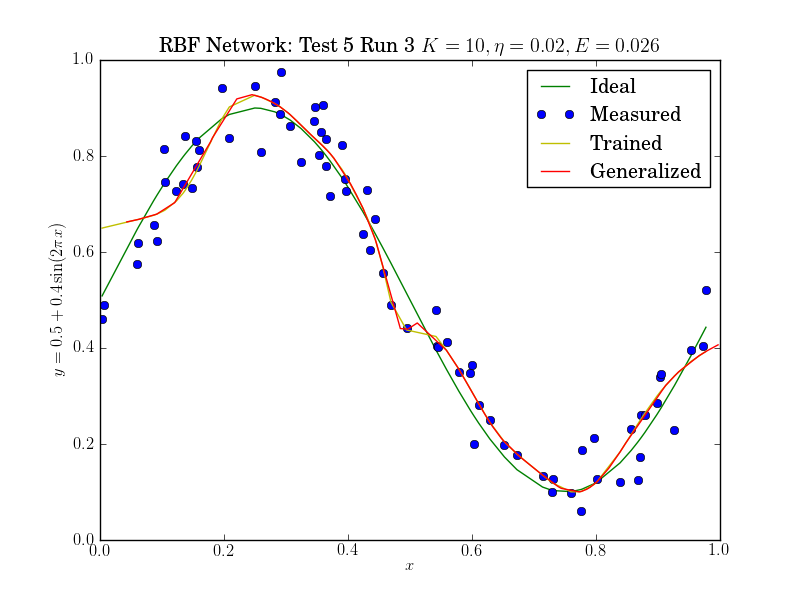 RBF Network: Test 5 Run 3 K = 10, η = 0.02, E = 0.026
1.0
0.8
0.6
0.4
0.2
0.0
y = 0.5 + 0.4 sin(2πx)
Ideal
Measured
Trained
Generalized
0.0 0.2 0.4 0.6 0.8 1.0
x